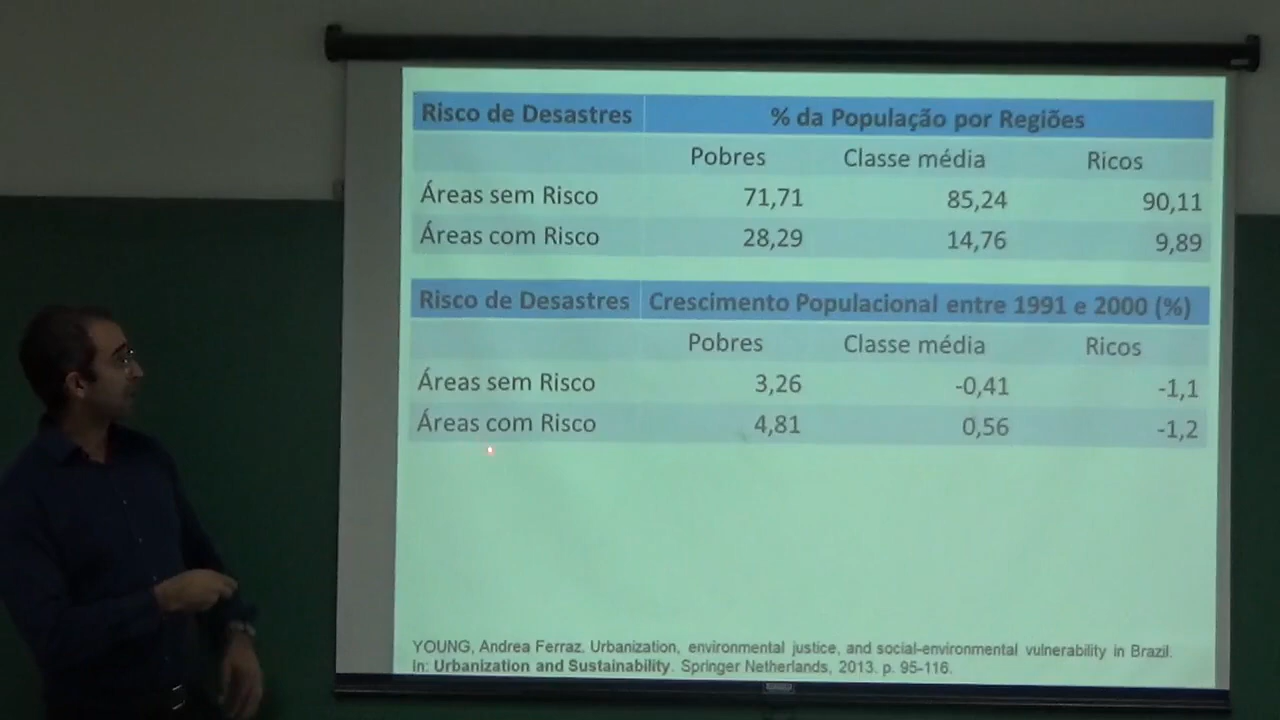 Risco de Desastres % da População por Regiões
Pobres Classe média Ricos
Áreas sem Risco 71,71 85,24 90,11
Áreas com Risco 28,29 14,76 9,89
Risco de Desastres Crescimento Populacional entre 1991 e 2000 (%)
Pobres Classe média Ricos
Áreas sem Risco 3,26 -0,41 -1,1
Áreas com Risco 4,81 0,56 -1,2
YOUNG, Andrea Ferraz. Urbanization, environmental justice, and social-environmental vulnerability in Brazil.
In: Urbanization and Sustainability. Springer Netherlands, 2013. p. 95-116.